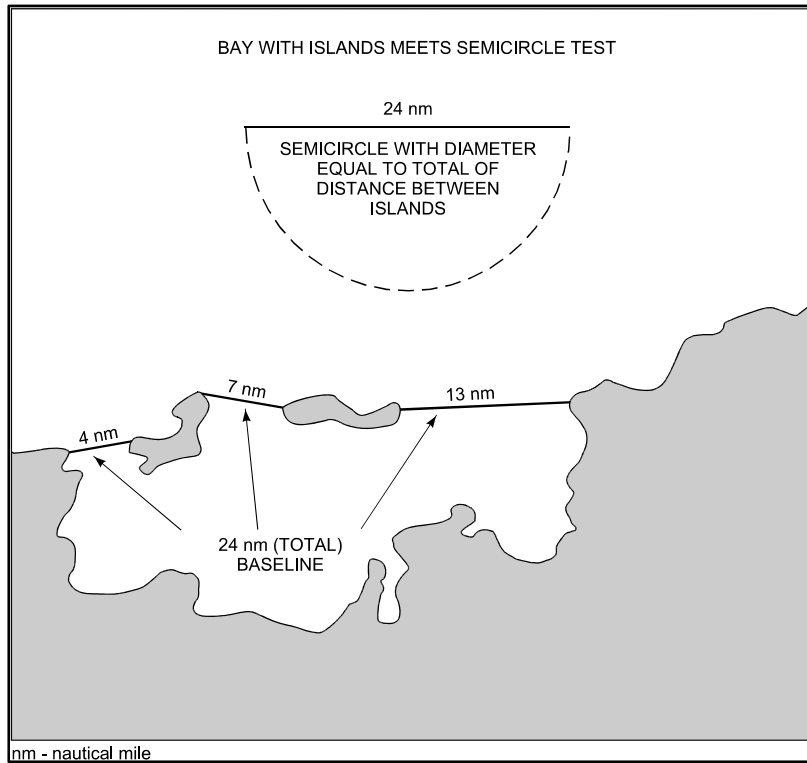 BAY WITH ISLANDS MEETS SEMICIRCLE TEST
24 nm
SEMICIRCLE WITH DIAMETER
EQUAL TO TOTAL OF
DISTANCE BETWEEN
ISLANDS
4 nm
7 nm
13 nm
24 nm (TOTAL)
BASELINE
nm - nautical mile